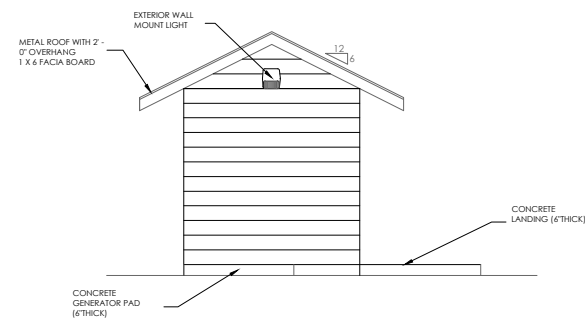 EXTERIOR WALL
MOUNT LIGHT
METAL ROOF WITH 2' -
0" OVERHANG
1 X 6 FACIA BOARD
12
6
CONCRETE
LANDING (6"THICK)
CONCRETE
GENERATOR PAD
(6"THICK)